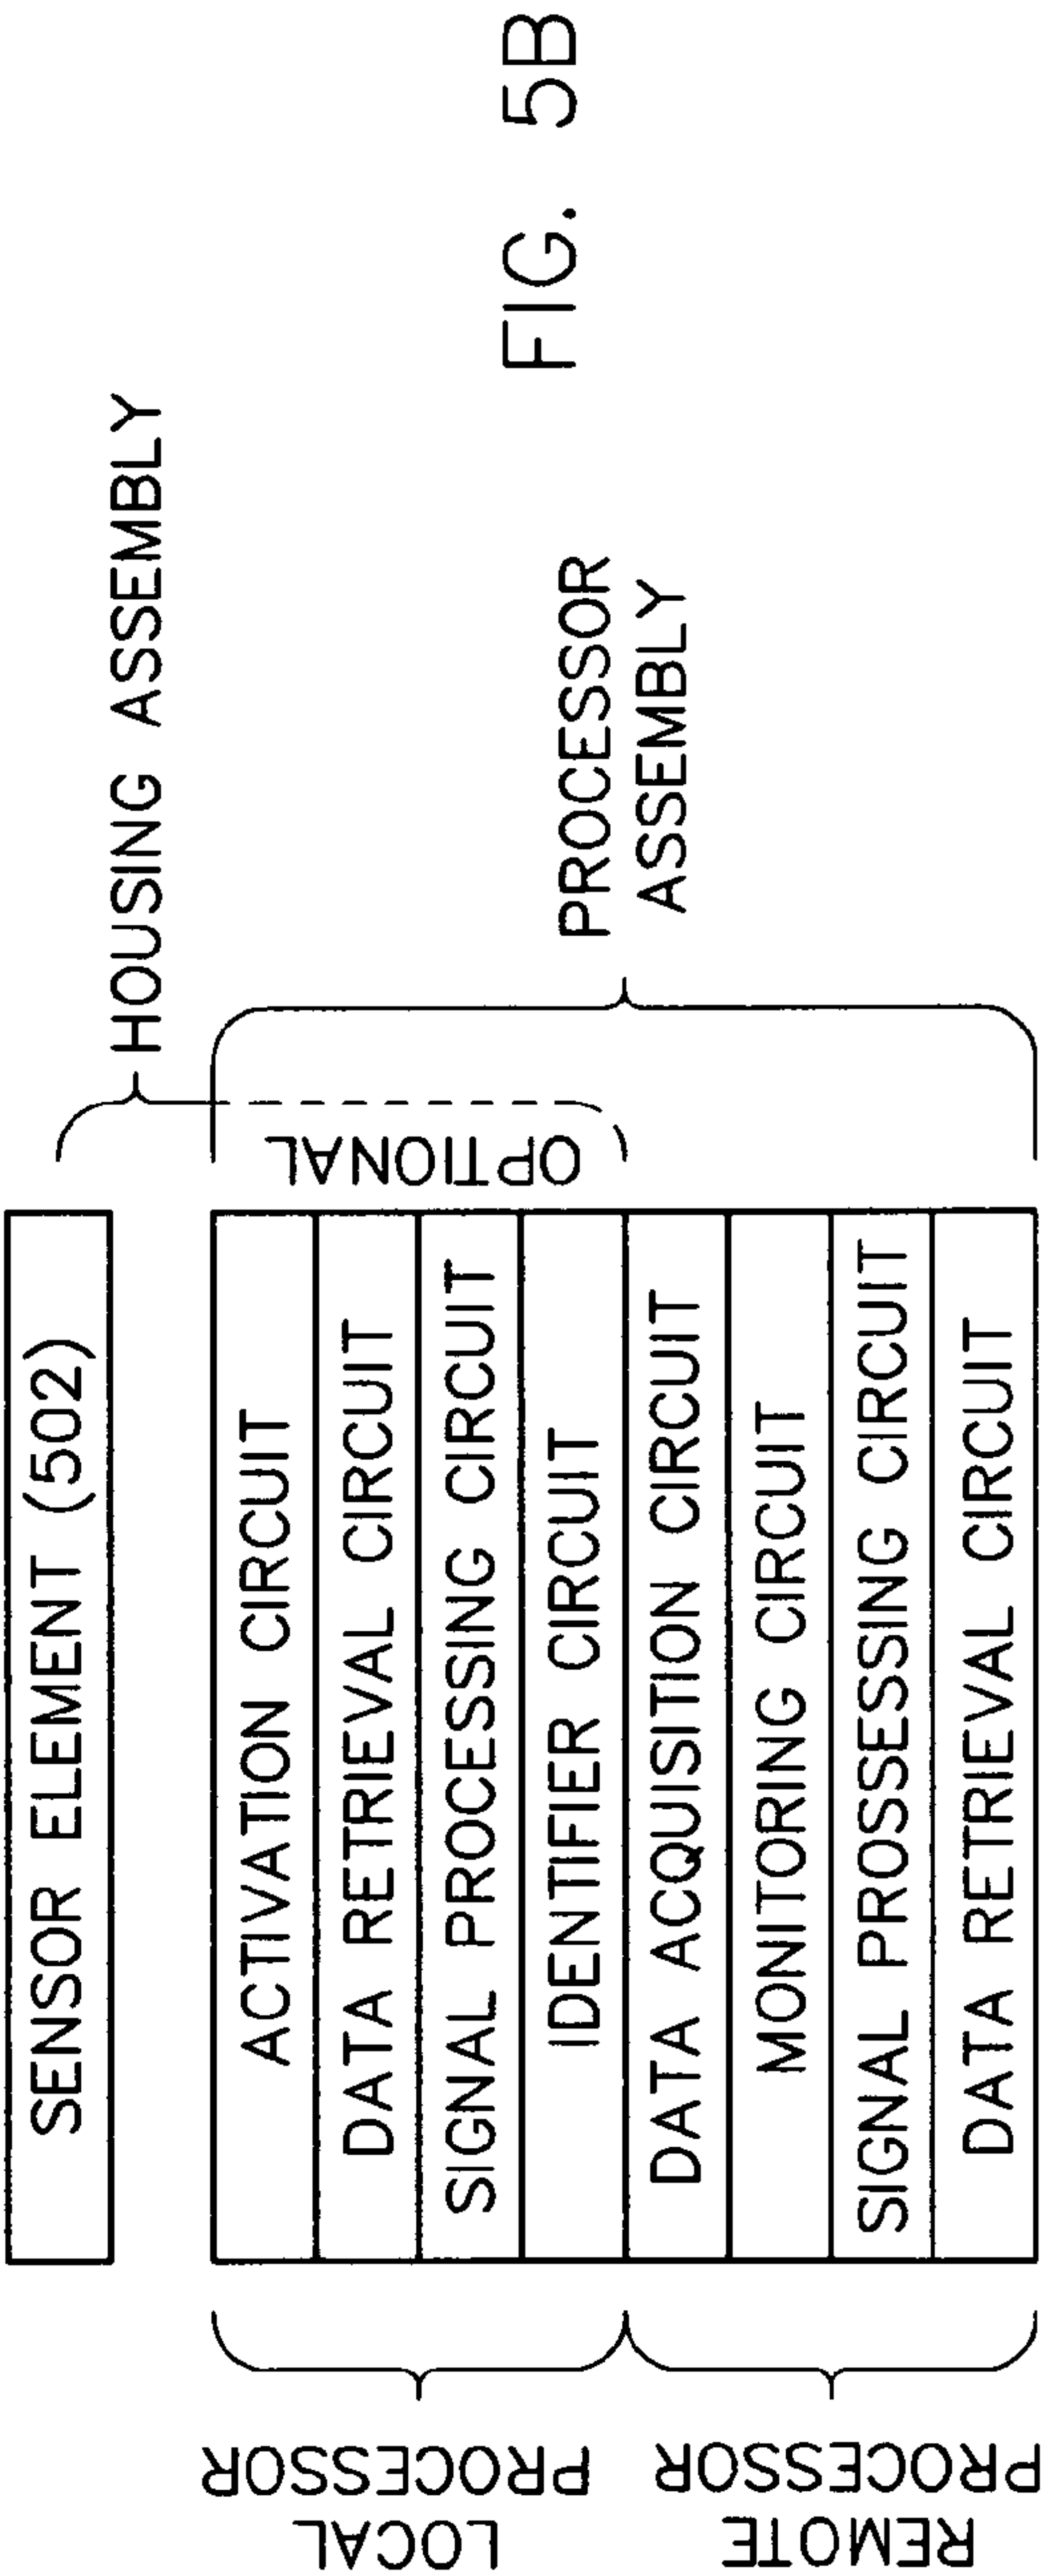 SENSOR ELEMENT (502)
HOUSING ASSEMBLY
OPTIONAL
LOCAL
PROCESSOR
ACTIVATION CIRCUIT
DATA RETRIEVAL CIRCUIT
SIGNAL PROCESSING CIRCUIT
IDENTIFIER CIRCUIT
REMOTE
PROCESSOR
DATA ACQUISITION CIRCUIT
MONITORING CIRCUIT
SIGNAL PROSSESSING CIRCUIT
DATA RETRIEVAL CIRCUIT
PROCESSOR
ASSEMBLY
FIG. 5B